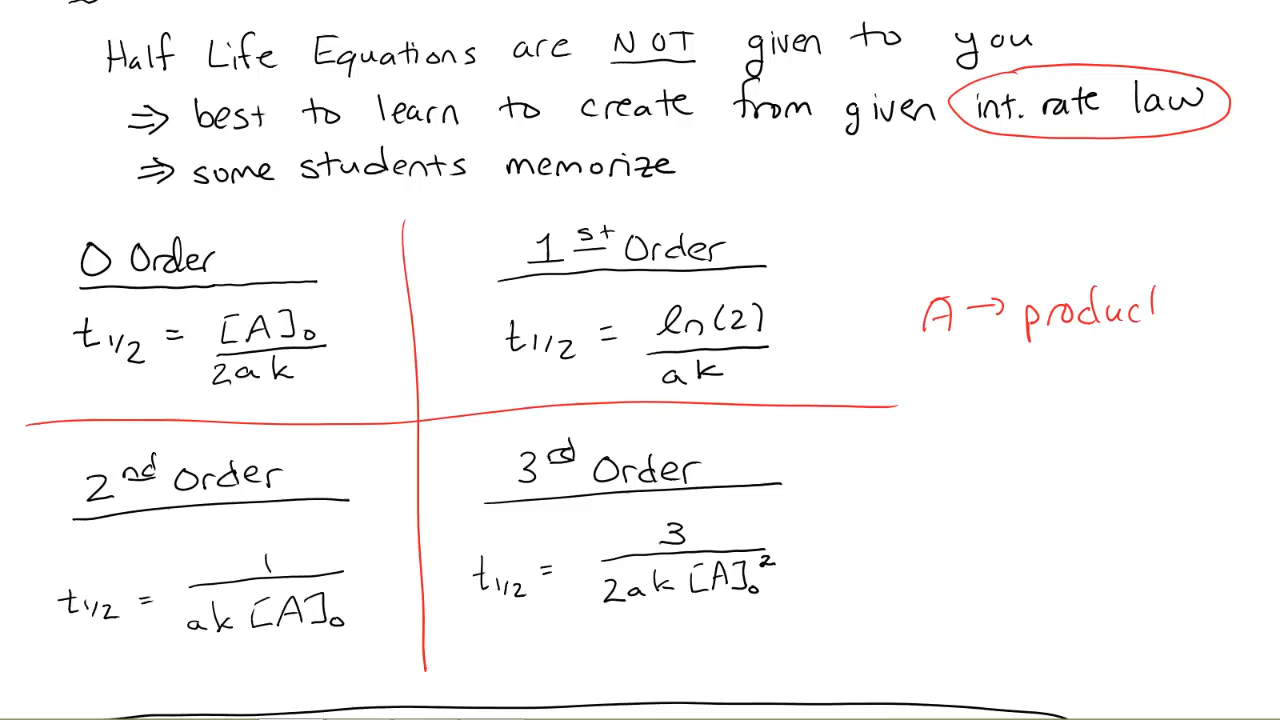 Half Life Equations are NOT given to you
⇒ best to learn to create from given int. rate law
⇒ some students memorize
0 Order
t1/2 = [A]₀ / 2ak
1st Order
t1/2 = ln(2) / ak
A → product
2nd Order
t1/2 = 1 / ak[A]₀
3rd Order
t1/2 = 3 / 2ak[A]₀²